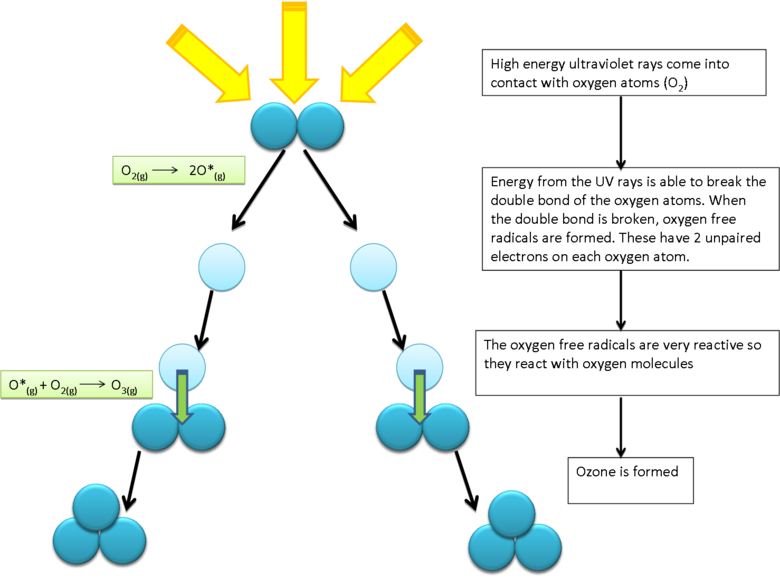 High energy ultraviolet rays come into
contact with oxygen atoms (O₂)
O₂(g) ⟶ 2O*(g)
Energy from the UV rays is able to break the
double bond of the oxygen atoms. When
the double bond is broken, oxygen free
radicals are formed. These have 2 unpaired
electrons on each oxygen atom.
The oxygen free radicals are very reactive so
they react with oxygen molecules
O*(g) + O₂(g) ⟶ O₃(g)
Ozone is formed